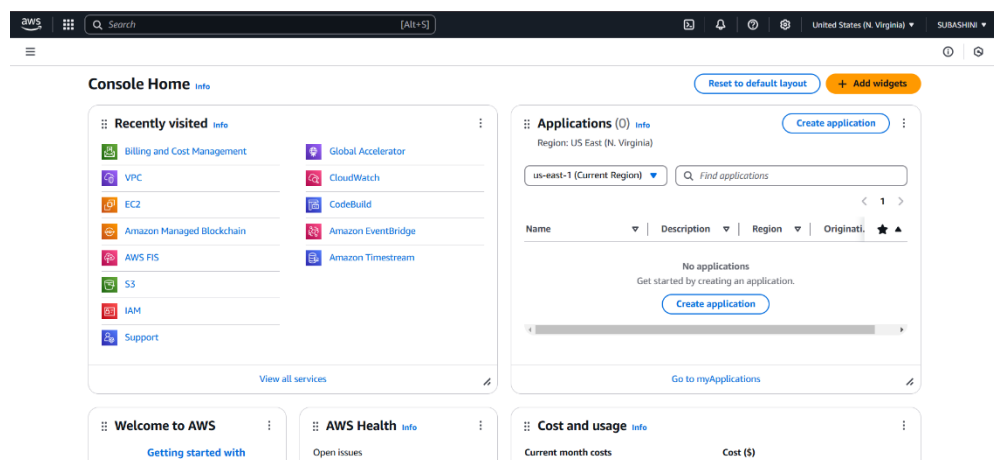 aws Search [Alt+S] United States (N. Virginia) ▼ SUBASHINI ▼
Console Home Info
Reset to default layout
+ Add widgets
Recently visited Info
Billing and Cost Management
VPC
EC2
Amazon Managed Blockchain
AWS FIS
S3
IAM
Support
Global Accelerator
CloudWatch
CodeBuild
Amazon EventBridge
Amazon Timestream
View all services
Applications (0) Info
Create application
Region: US East (N. Virginia)
us-east-1 (Current Region) ▼
Find applications
1
Name Description Region Originati.
No applications
Get started by creating an application.
Create application
Go to myApplications
Welcome to AWS
Getting started with
AWS Health Info
Open issues
Cost and usage Info
Current month costs
Cost ($)